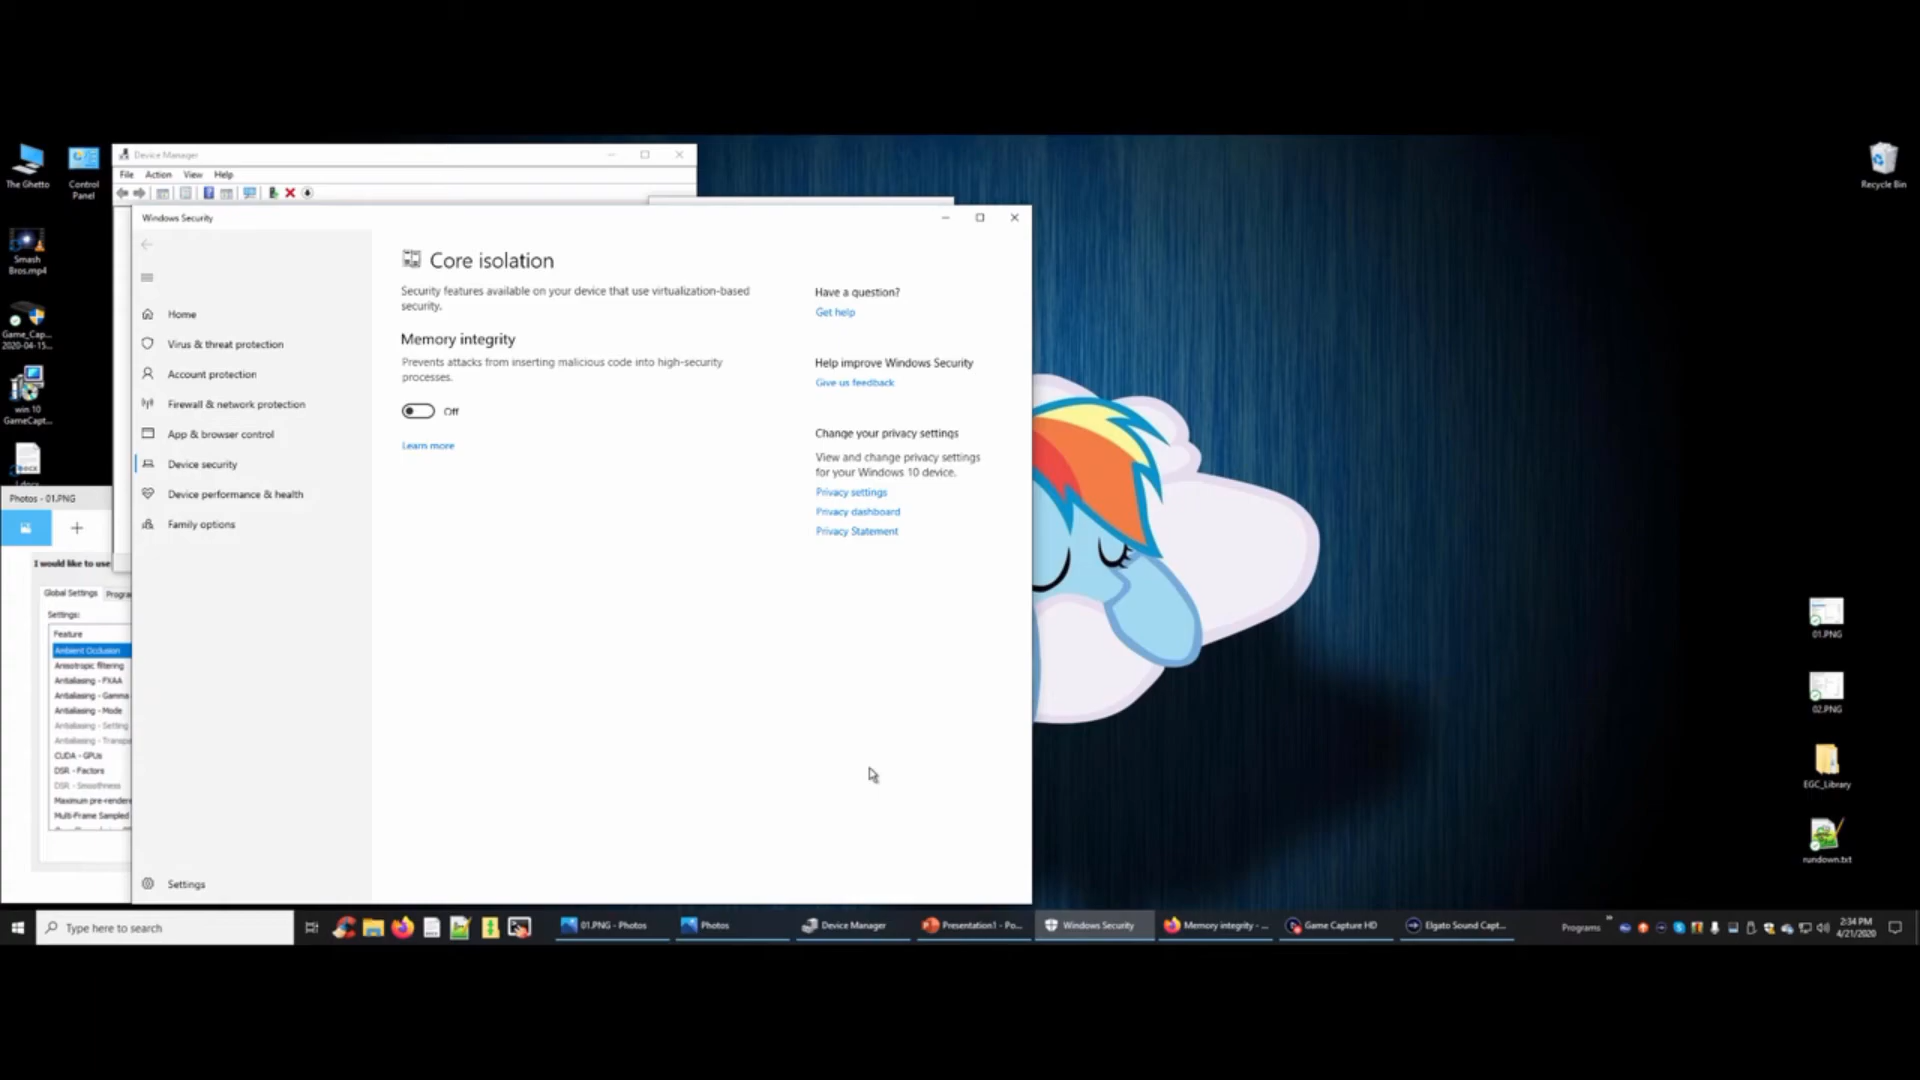 The Ghetto
Control
Panel
Smash
Bros.mp4
Game_Cap...
2020-04-15...
win 10
GameCapt...
Device Manager
File Action View Help
Windows Security
Home
Virus & threat protection
Account protection
Firewall & network protection
App & browser control
Device security
Device performance & health
Family options
Settings
Core isolation
Security features available on your device that use virtualization-based
security.
Memory integrity
Prevents attacks from inserting malicious code into high-security
processes.
Off
Learn more
Have a question?
Get help
Help improve Windows Security
Give us feedback
Change your privacy settings
View and change privacy settings
for your Windows 10 device.
Privacy settings
Privacy dashboard
Privacy Statement
Photos - 01.PNG
I would like to use
Global Settings Progra
Settings:
Feature
Ambient Occlusion
Anisotropic filtering
Antialiasing - FXAA
Antialiasing - Gamma
Antialiasing - Mode
Antialiasing - Setting
Antialiasing - Transpa
CUDA - GPUs
DSR - Factors
DSR - Smoothness
Maximum pre-rendere
Multi-Frame Sampled
Recycle Bin
01.PNG
02.PNG
EGC_Library
rundown.txt
Type here to search
01.PNG - Photos
Photos
Device Manager
Presentation1 - Po...
Windows Security
Memory integrity - ...
Game Capture HD
Elgato Sound Capt...
Programs
2:34 PM
4/21/2020